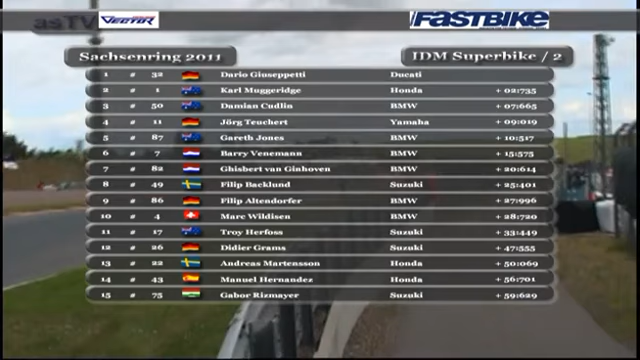 asTV VECTOR FASTBIKE
Sachsenring 2011 IDM Superbike / 2
1 # 32 Dario Giuseppetti Ducati
2 # 1 Karl Muggeridge Honda + 02:735
3 # 50 Damian Cudlin BMW + 07:665
4 # 11 Jörg Teuchert Yamaha + 09:019
5 # 87 Gareth Jones BMW + 10:517
6 # 7 Barry Venemann BMW + 15:575
7 # 82 Ghisbert van Ginhoven BMW + 20:614
8 # 49 Filip Backlund Suzuki + 25:401
9 # 86 Filip Altendorfer BMW + 27:996
10 # 4 Marc Wildisen BMW + 28:720
11 # 17 Troy Herfoss Suzuki + 33:449
12 # 26 Didier Grams Suzuki + 47:555
13 # 22 Andreas Martensson Honda + 50:069
14 # 43 Manuel Hernandez Honda + 56:701
15 # 75 Gabor Rizmayer Suzuki + 59:629